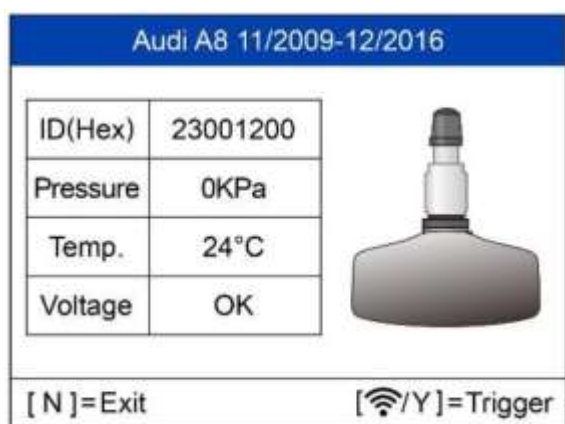 Audi A8 11/2009-12/2016
ID(Hex) 23001200
Pressure 0KPa
Temp. 24°C
Voltage OK
[ N ]=Exit [/Y]=Trigger